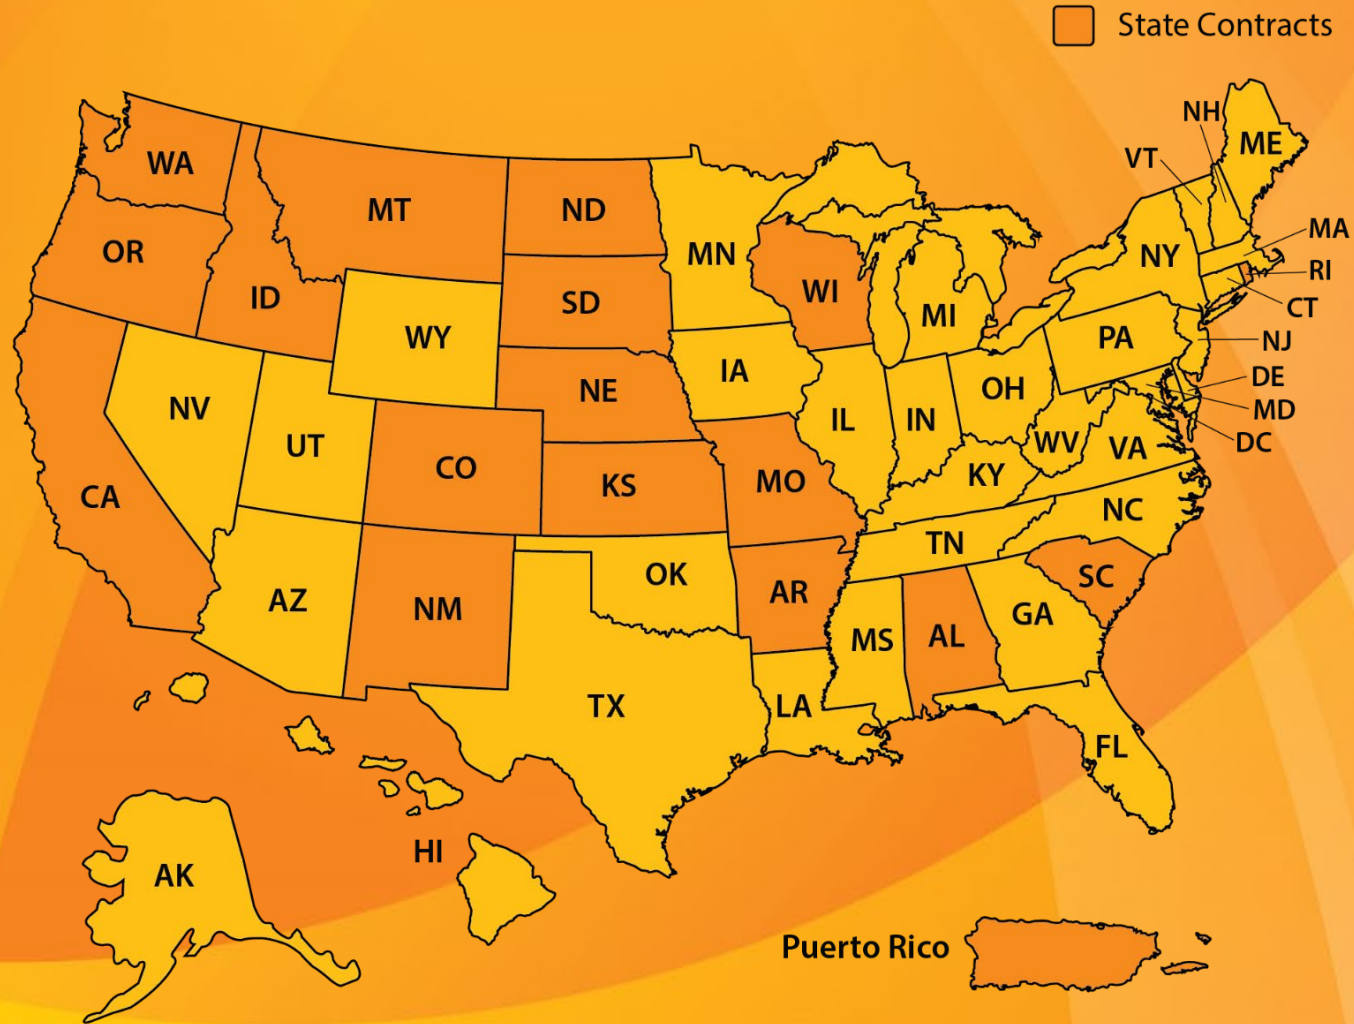 State Contracts
NH
ME
VT
WA
MT
ND
MA
OR
MN
NY
RI
ID
SD
WI
MI
CT
WY
PA
NJ
IA
DE
NE
OH
NV
MD
IL
IN
UT
WV
VA
DC
CO
KS
MO
KY
CA
NC
TN
OK
SC
AZ
NM
AR
GA
MS
AL
TX
LA
FL
HI
AK
Puerto Rico